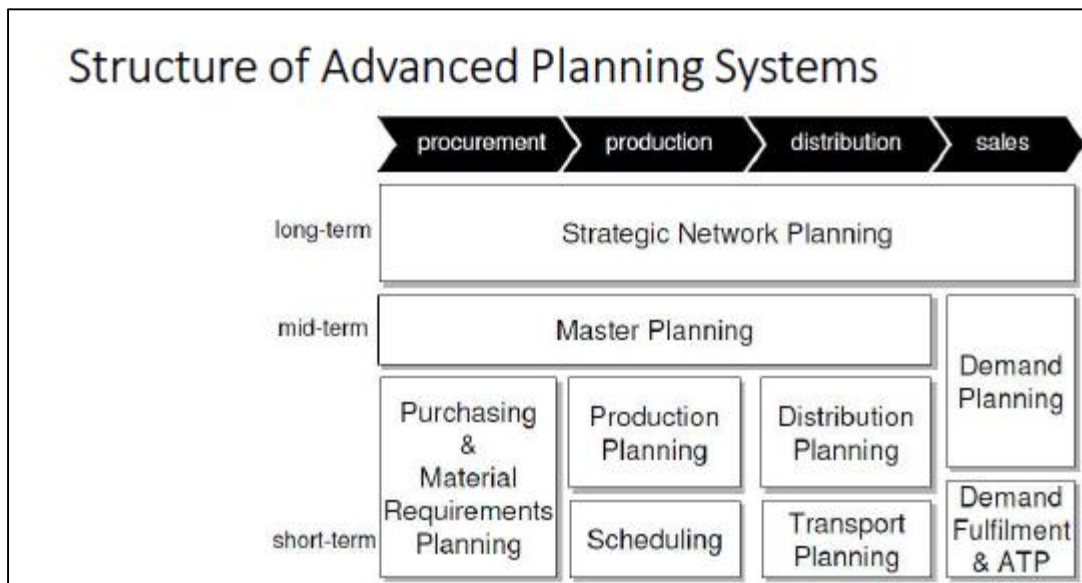 Structure of Advanced Planning Systems
procurement
production
distribution
sales
long-term
Strategic Network Planning
mid-term
Master Planning
Demand
Planning
Purchasing
&
Material
Requirements
Planning
Production
Planning
Distribution
Planning
short-term
Scheduling
Transport
Planning
Demand
Fulfilment
& ATP